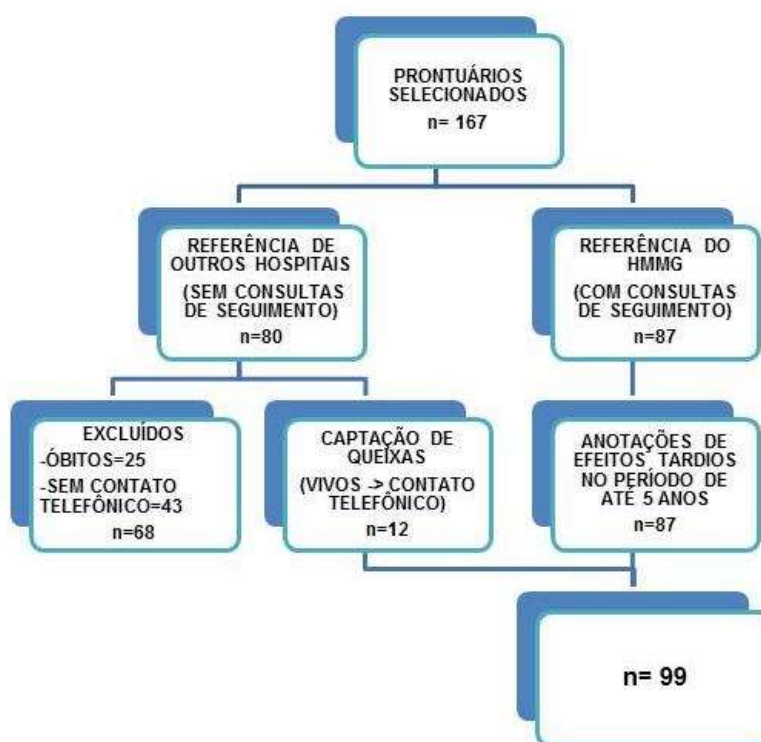 PRONTUÁRIOS
SELECIONADOS
n= 167
REFERÊNCIA DE
OUTROS HOSPITAIS
(SEM CONSULTAS
DE SEGUIMENTO)
n=80
REFERÊNCIA DO
HMMG
(COM CONSULTAS
DE SEGUIMENTO)
n=87
EXCLUÍDOS
-ÓBITOS=25
-SEM CONTATO
TELEFÔNICO=43
n=68
CAPTAÇÃO DE
QUEIXAS
(VIVOS -> CONTATO
TELEFÔNICO)
n=12
ANOTAÇÕES DE
EFEITOS TARDIOS
NO PERÍODO DE
ATÉ 5 ANOS
n=87
n= 99